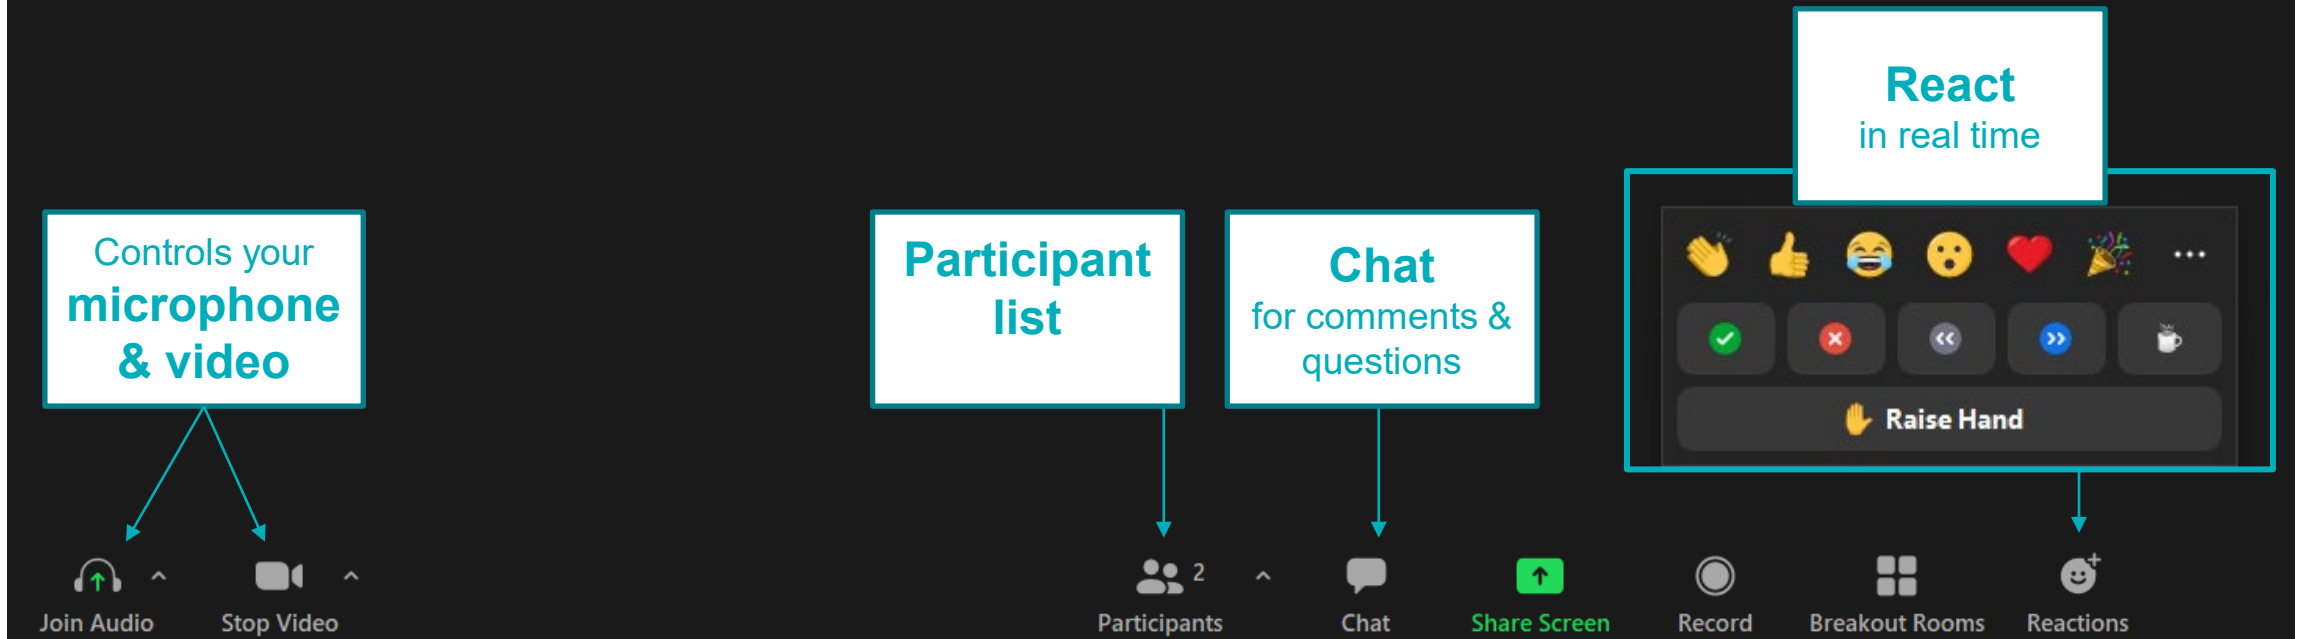 React
in real time
Controls your
microphone
& video
Participant
list
Chat
for comments &
questions
Raise Hand
2
Join Audio
Stop Video
Participants
Chat
Share Screen
Record
Breakout Rooms
Reactions